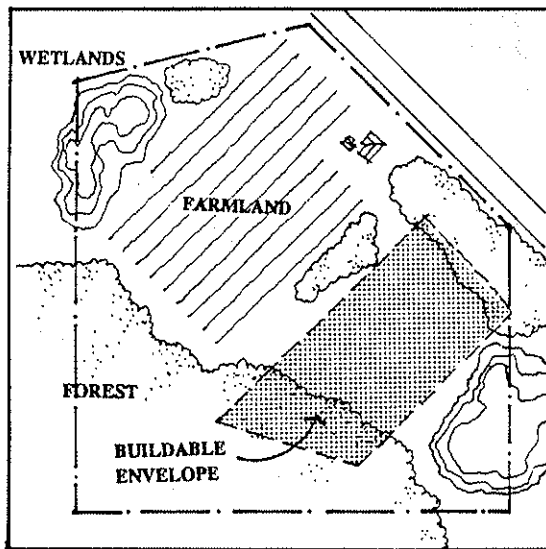 WETLANDS
FARMLAND
FOREST
BUILDABLE
ENVELOPE